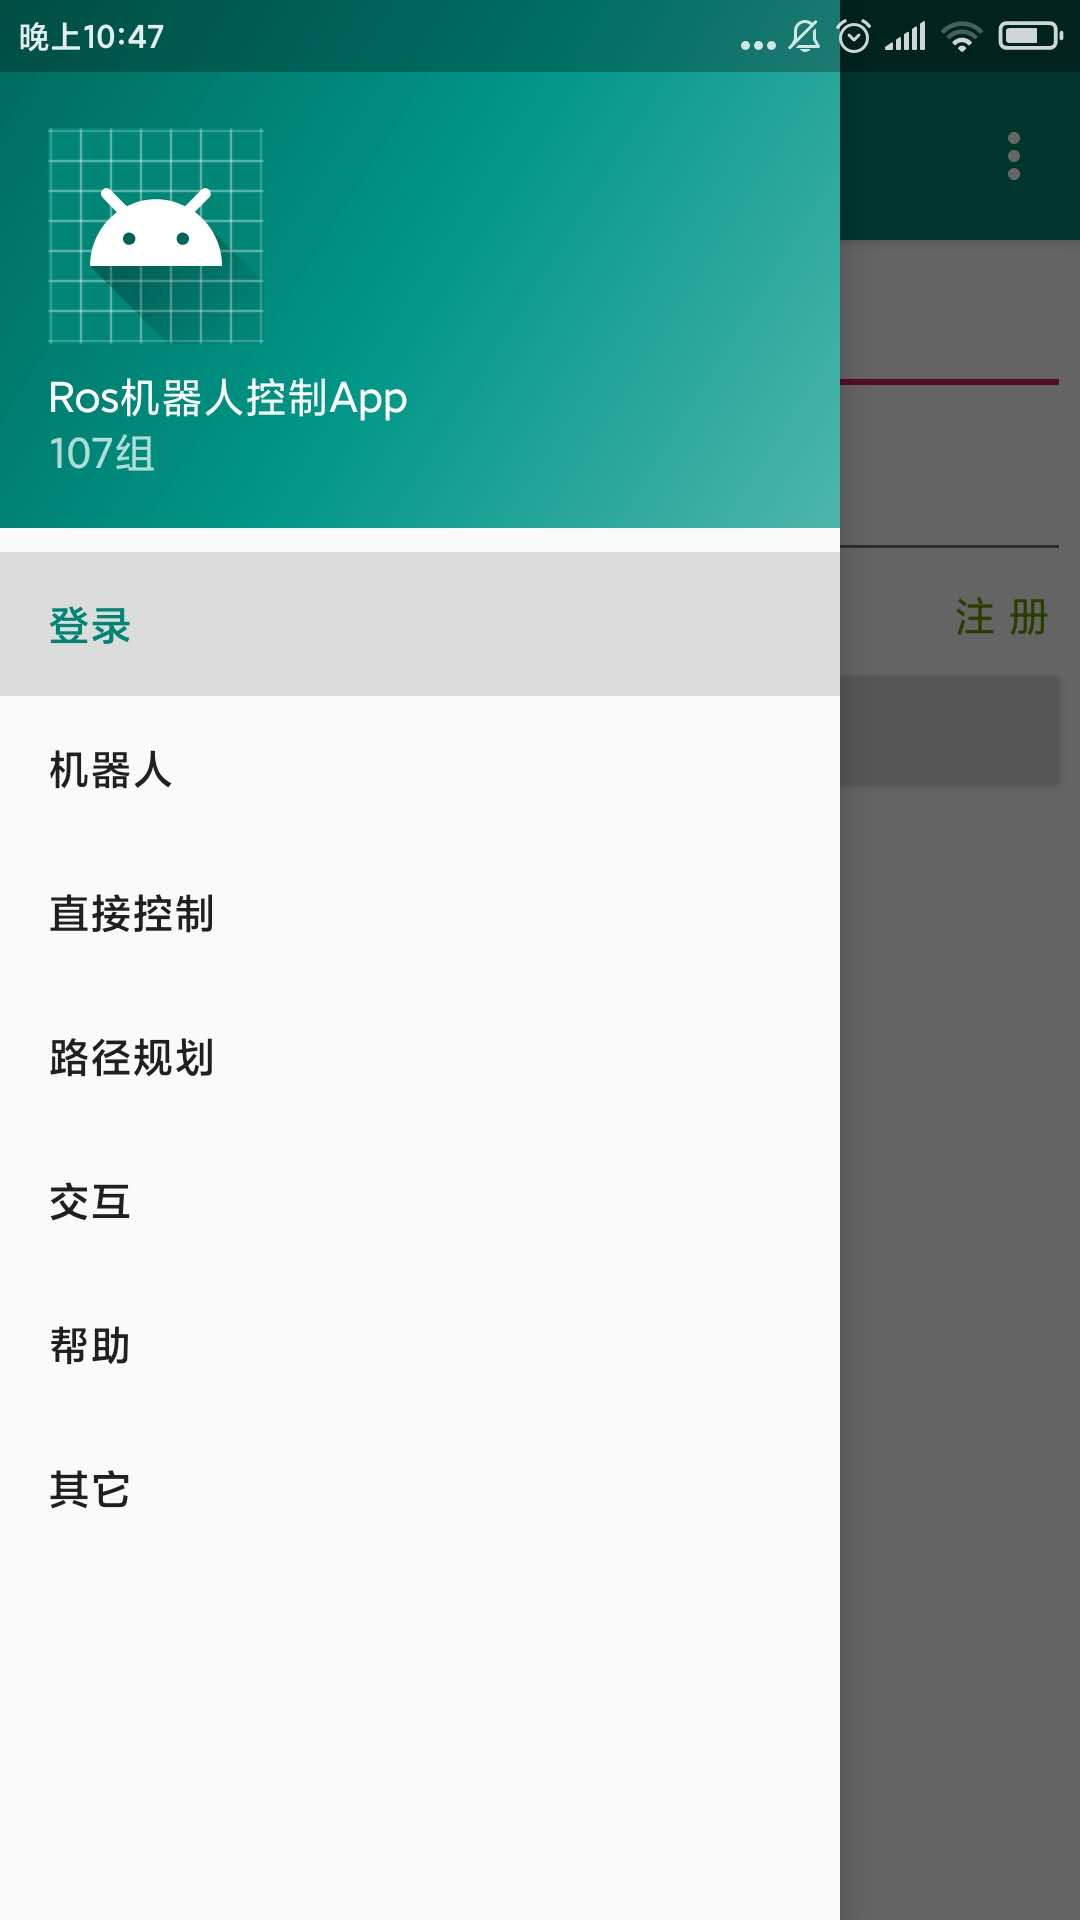 晚上10:47
Ros机器人控制App
107组
登录
注 册
机器人
直接控制
路径规划
交互
帮助
其它